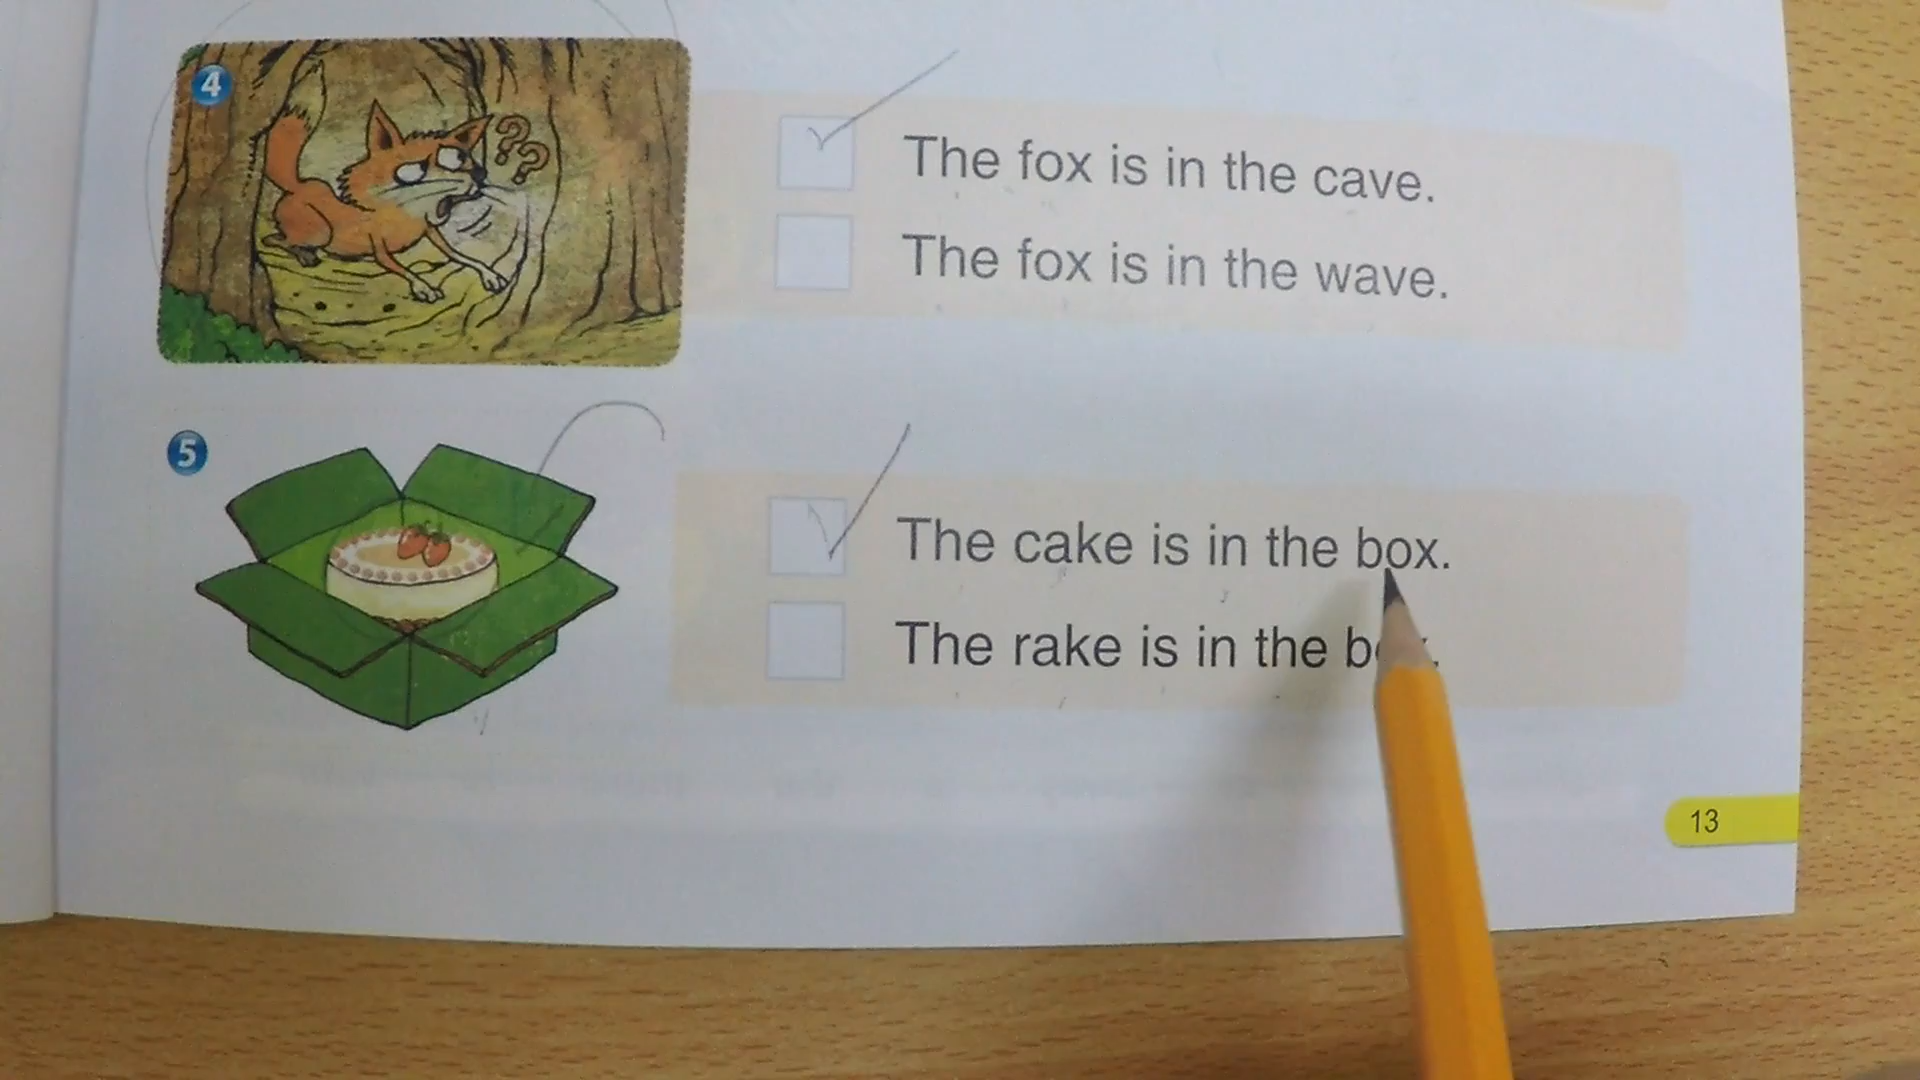 4
??
The fox is in the cave.
The fox is in the wave.
5
The cake is in the box.
The rake is in the
13